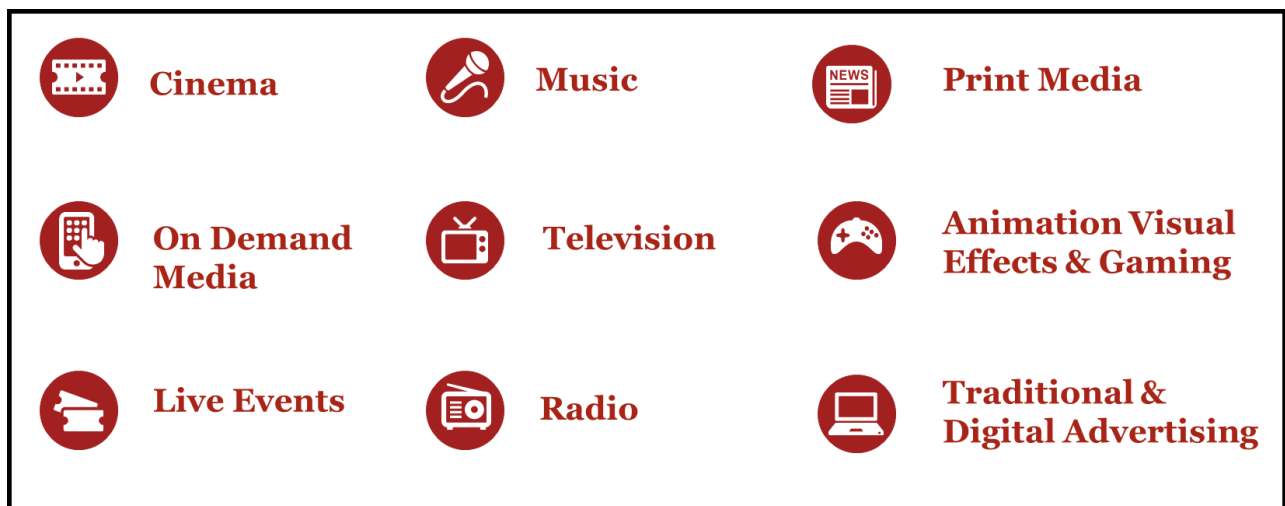 Cinema
Music
NEWS
Print Media
On Demand
Media
Television
Animation Visual
Effects & Gaming
Live Events
Radio
Traditional &
Digital Advertising